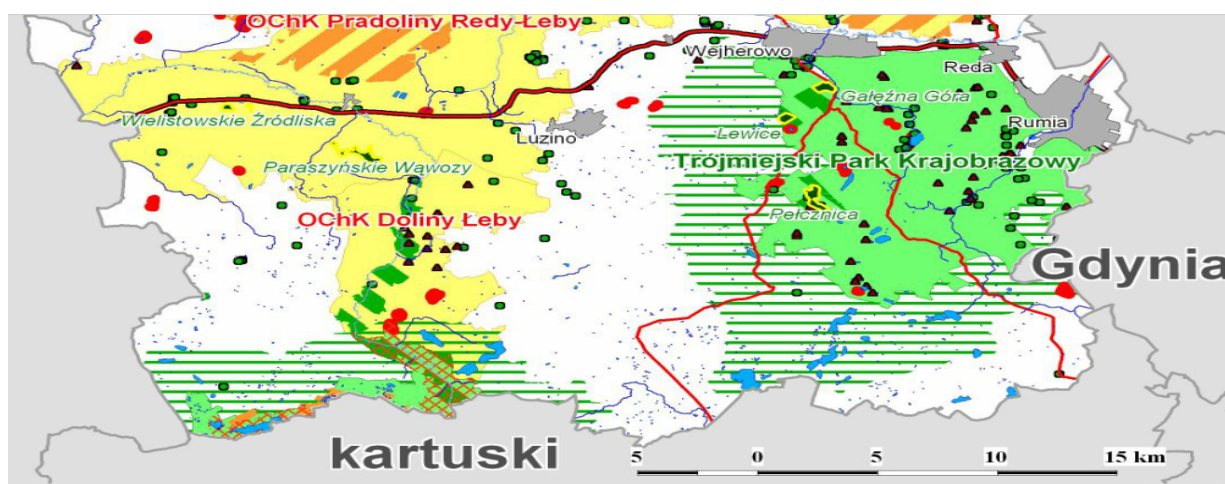 OChK Pradoliny Redy-Łeby
Wejherowo
Reda
Gałęźna Góra
Wielistowskie Źródliska
Luzino
Lewice
Rumia
Paraszyńskie Wąwozy
Trójmiejski Park Krajobrazowy
OChK Doliny Łeby
Pełcznica
Gdynia
kartuski
5 0 5 10 15 km